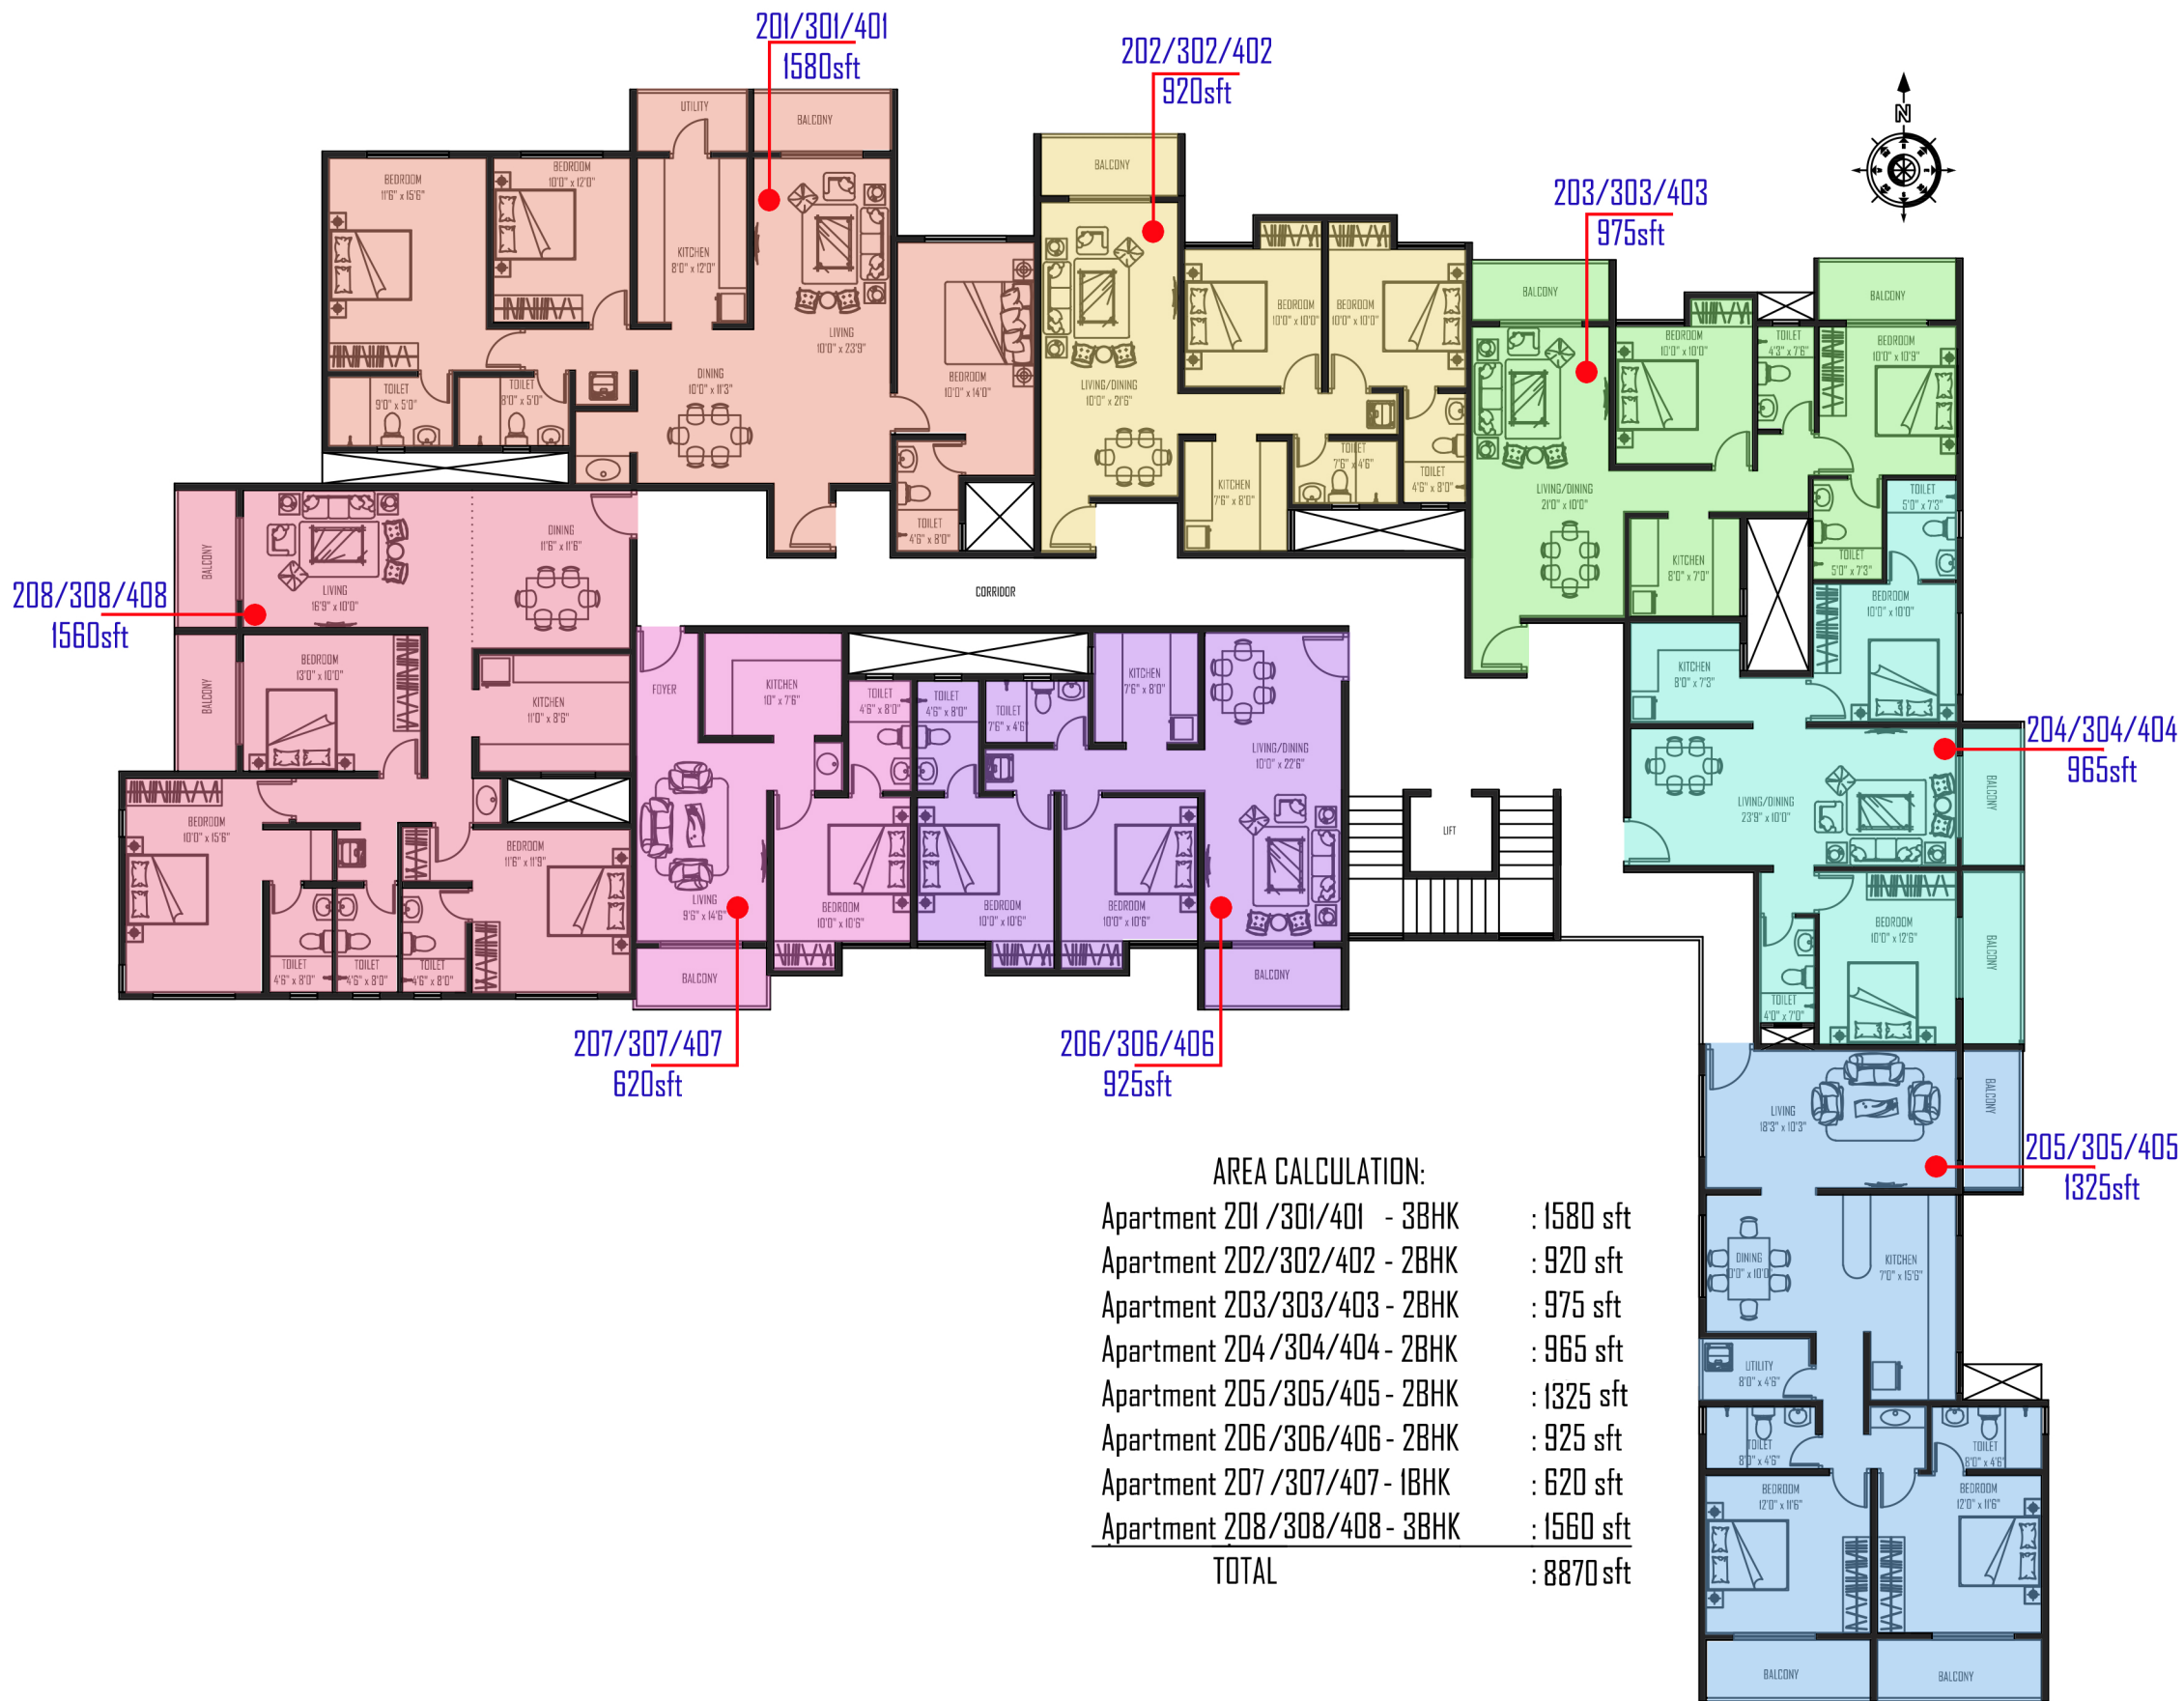 201/301/401
1580sft
202/302/402
920sft
203/303/403
975sft
N
UTILITY
BALCONY
BEDROOM
11'6" x 15'6"
BEDROOM
10'0" x 12'0"
KITCHEN
8'0" x 12'0"
LIVING
10'0" x 23'9"
DINING
10'0" x 11'3"
BEDROOM
10'0" x 14'0"
TOILET
9'0" x 5'0"
TOILET
8'0" x 5'0"
TOILET
4'6" x 8'0"
BALCONY
LIVING/DINING
10'0" x 21'6"
BEDROOM
10'0" x 10'0"
BEDROOM
10'0" x 10'0"
KITCHEN
7'6" x 8'0"
TOILET
7'6" x 4'6"
TOILET
4'6" x 8'0"
BALCONY
BALCONY
BEDROOM
10'0" x 10'0"
TOILET
4'3" x 7'6"
BEDROOM
10'0" x 10'9"
LIVING/DINING
21'0" x 10'0"
KITCHEN
8'0" x 7'0"
TOILET
5'0" x 7'3"
TOILET
5'0" x 7'3"
BEDROOM
10'0" x 10'0"
KITCHEN
8'0" x 7'3"
204/304/404
965sft
LIVING/DINING
23'9" x 10'0"
BALCONY
BALCONY
BEDROOM
10'0" x 12'6"
TOILET
4'0" x 7'0"
CORRIDOR
LIFT
208/308/408
1560sft
BALCONY
BALCONY
LIVING
16'9" x 10'0"
DINING
11'6" x 11'6"
BEDROOM
13'0" x 10'0"
KITCHEN
11'0" x 8'6"
BEDROOM
10'0" x 15'6"
BEDROOM
11'6" x 11'9"
TOILET
4'6" x 8'0"
TOILET
4'6" x 8'0"
TOILET
4'6" x 8'0"
FOYER
KITCHEN
10" x 7'6"
TOILET
4'6" x 8'0"
LIVING
9'6" x 14'6"
BEDROOM
10'0" x 10'6"
BALCONY
207/307/407
620sft
TOILET
4'6" x 8'0"
TOILET
7'6" x 4'6"
KITCHEN
7'6" x 8'0"
LIVING/DINING
10'0" x 22'6"
BEDROOM
10'0" x 10'6"
BEDROOM
10'0" x 10'6"
BALCONY
206/306/406
925sft
LIVING
18'3" x 10'3"
BALCONY
205/305/405
1325sft
DINING
10'0" x 10'0"
KITCHEN
7'0" x 15'6"
UTILITY
8'0" x 4'6"
TOILET
8'0" x 4'6"
TOILET
8'0" x 4'6"
BEDROOM
12'0" x 11'6"
BEDROOM
12'0" x 11'6"
BALCONY
BALCONY
AREA CALCULATION:
Apartment 201/301/401 - 3BHK : 1580 sft
Apartment 202/302/402 - 2BHK : 920 sft
Apartment 203/303/403 - 2BHK : 975 sft
Apartment 204/304/404 - 2BHK : 965 sft
Apartment 205/305/405 - 2BHK : 1325 sft
Apartment 206/306/406 - 2BHK : 925 sft
Apartment 207/307/407 - 1BHK : 620 sft
Apartment 208/308/408 - 3BHK : 1560 sft
TOTAL : 8870 sft